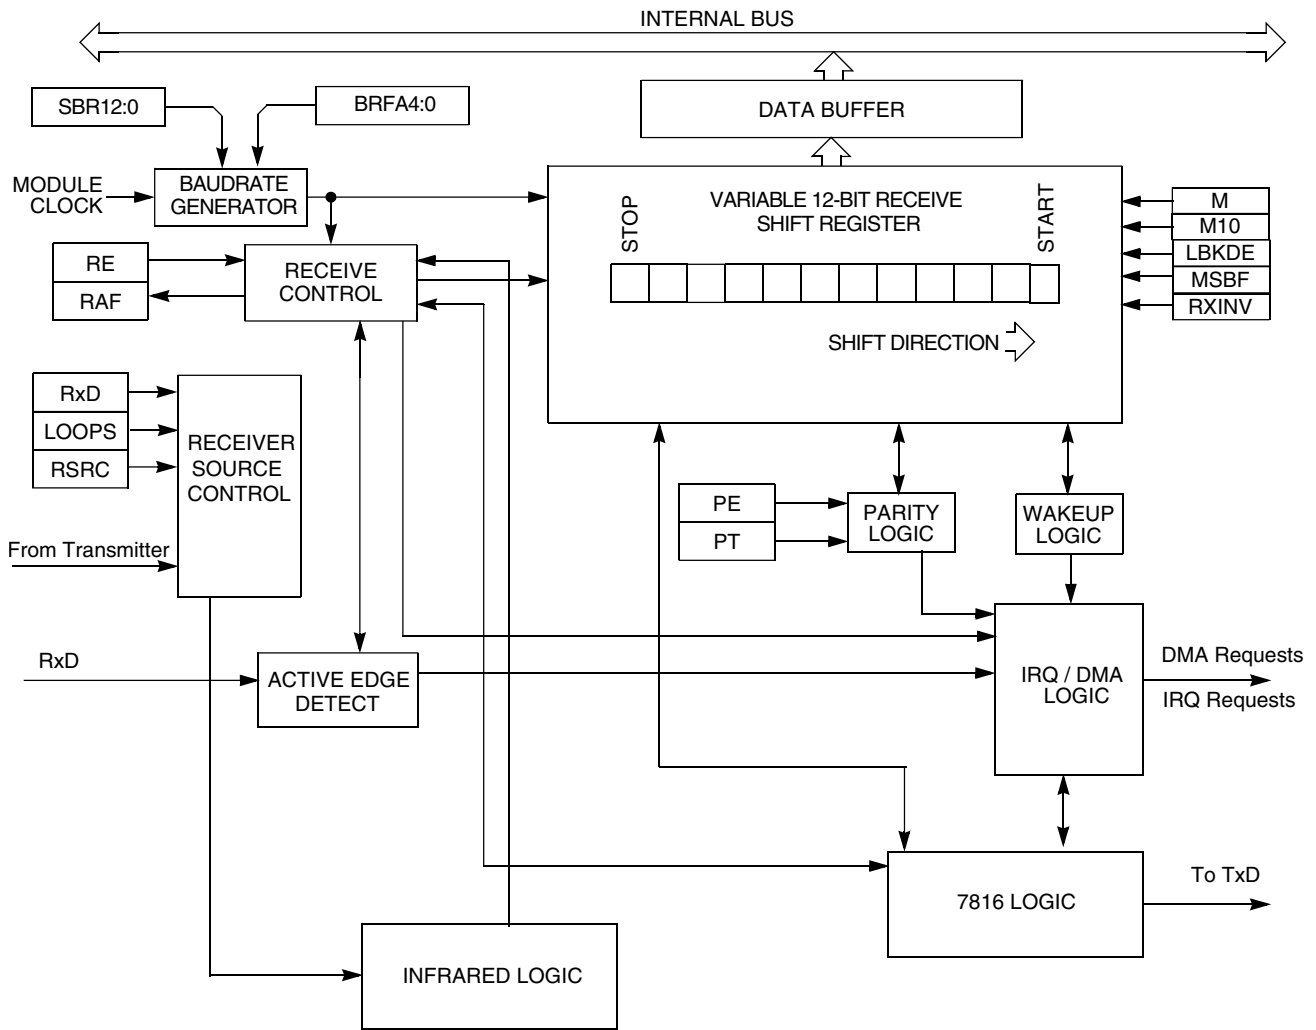 INTERNAL BUS
SBR12:0
BRFA4:0
DATA BUFFER
MODULE
CLOCK
BAUDRATE
GENERATOR
STOP
VARIABLE 12-BIT RECEIVE
SHIFT REGISTER
START
M
M10
LBKDE
MSBF
RXINV
RE
RAF
RECEIVE
CONTROL
SHIFT DIRECTION
RxD
LOOPS
RSRC
RECEIVER
SOURCE
CONTROL
From Transmitter
PE
PT
PARITY
LOGIC
WAKEUP
LOGIC
RxD
ACTIVE EDGE
DETECT
IRQ / DMA
LOGIC
DMA Requests
IRQ Requests
7816 LOGIC
To TxD
INFRARED LOGIC